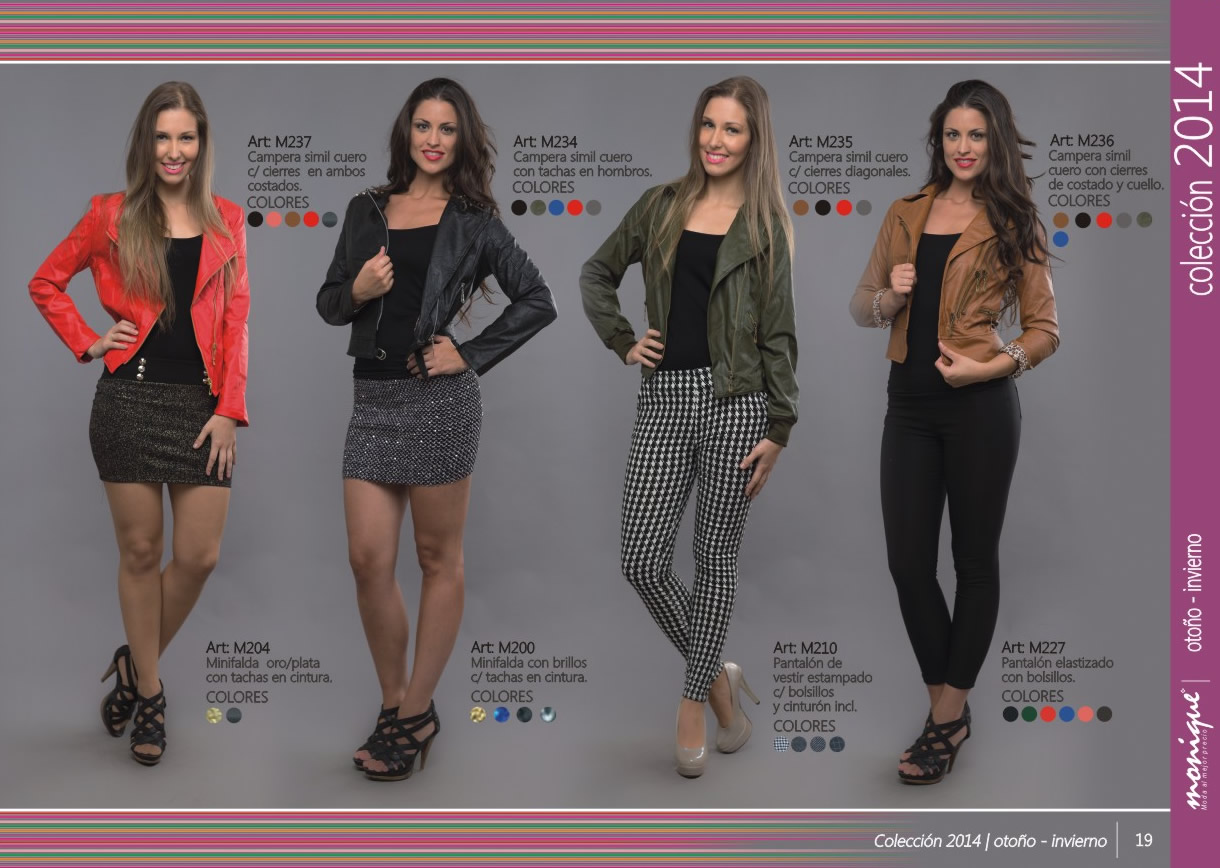 Art: M237
Campera simil cuero
c/ cierres en ambos
costados.
COLORES
Art: M234
Campera simil cuero
con tachas en hombros.
COLORES
Art: M235
Campera simil cuero
c/ cierres diagonales.
COLORES
Art: M236
Campera simil
cuero con cierres
de costado y cuello.
COLORES
Art: M204
Minifalda oro/plata
con tachas en cintura.
COLORES
Art: M200
Minifalda con brillos
c/ tachas en cintura.
COLORES
Art: M210
Pantalón de
vestir estampado
c/ bolsillos
y cinturón incl.
COLORES
Art: M227
Pantalón elastizado
con bolsillos.
COLORES
colección 2014
otoño - invierno
monique®
Moda al mejor precio
Colección 2014 | otoño - invierno | 19